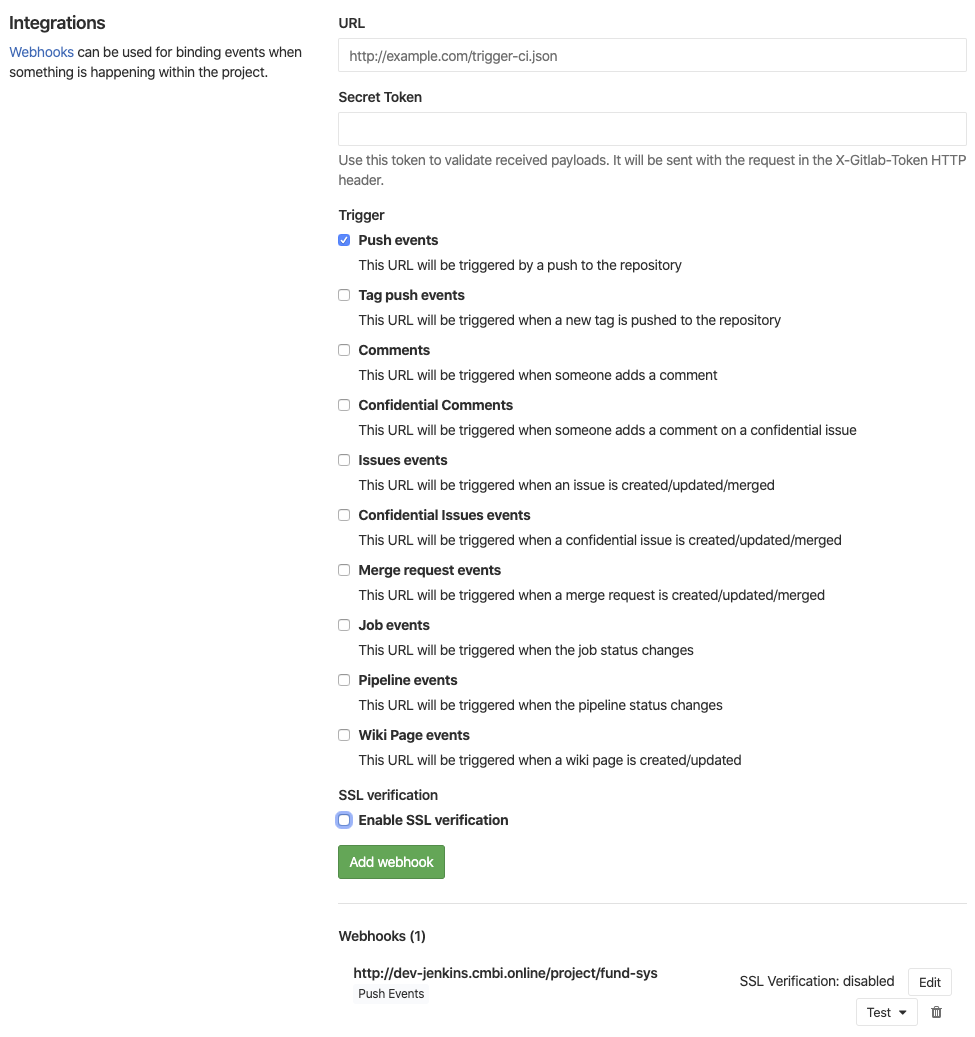 Integrations
Webhooks can be used for binding events when
something is happening within the project.
URL
http://example.com/trigger-ci.json
Secret Token
Use this token to validate received payloads. It will be sent with the request in the X-Gitlab-Token HTTP
header.
Trigger
Push events
This URL will be triggered by a push to the repository
Tag push events
This URL will be triggered when a new tag is pushed to the repository
Comments
This URL will be triggered when someone adds a comment
Confidential Comments
This URL will be triggered when someone adds a comment on a confidential issue
Issues events
This URL will be triggered when an issue is created/updated/merged
Confidential Issues events
This URL will be triggered when a confidential issue is created/updated/merged
Merge request events
This URL will be triggered when a merge request is created/updated/merged
Job events
This URL will be triggered when the job status changes
Pipeline events
This URL will be triggered when the pipeline status changes
Wiki Page events
This URL will be triggered when a wiki page is created/updated
SSL verification
Enable SSL verification
Add webhook
Webhooks (1)
http://dev-jenkins.cmbi.online/project/fund-sys
Push Events
SSL Verification: disabled
Edit
Test